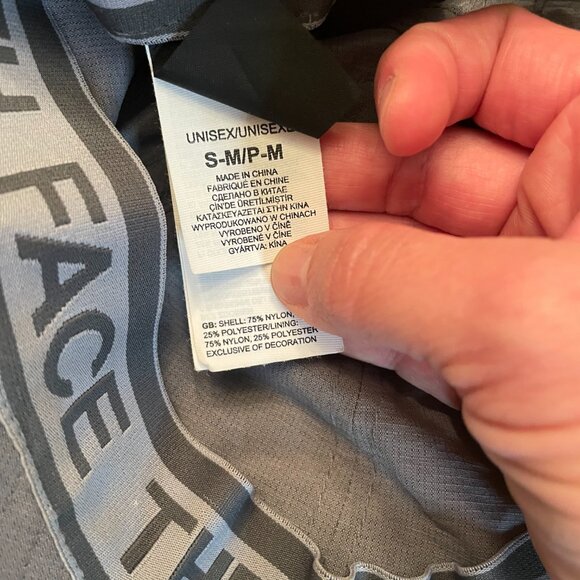 UNISEX/UNISEXE
S-M/P-M
MADE IN CHINA
FABRIQUÉ EN CHINE
СДЕЛАНО В КИТАЕ
ÇİN'DE ÜRETİLMİŞTİR
ΚΑΤΑΣΚΕΥΑΖΕΤΑΙ ΣΤΗΝ ΚΙΝΑ
WYPRODUKOWANO W CHINACH
VYROBENO V ČÍNĚ
VYROBENÉ V ČÍNE
GYÁRTVA: KÍNA
GB: SHELL: 75% NYLON,
25% POLYESTER/LINING:
75% NYLON, 25% POLYESTER
EXCLUSIVE OF DECORATION
FACE TH